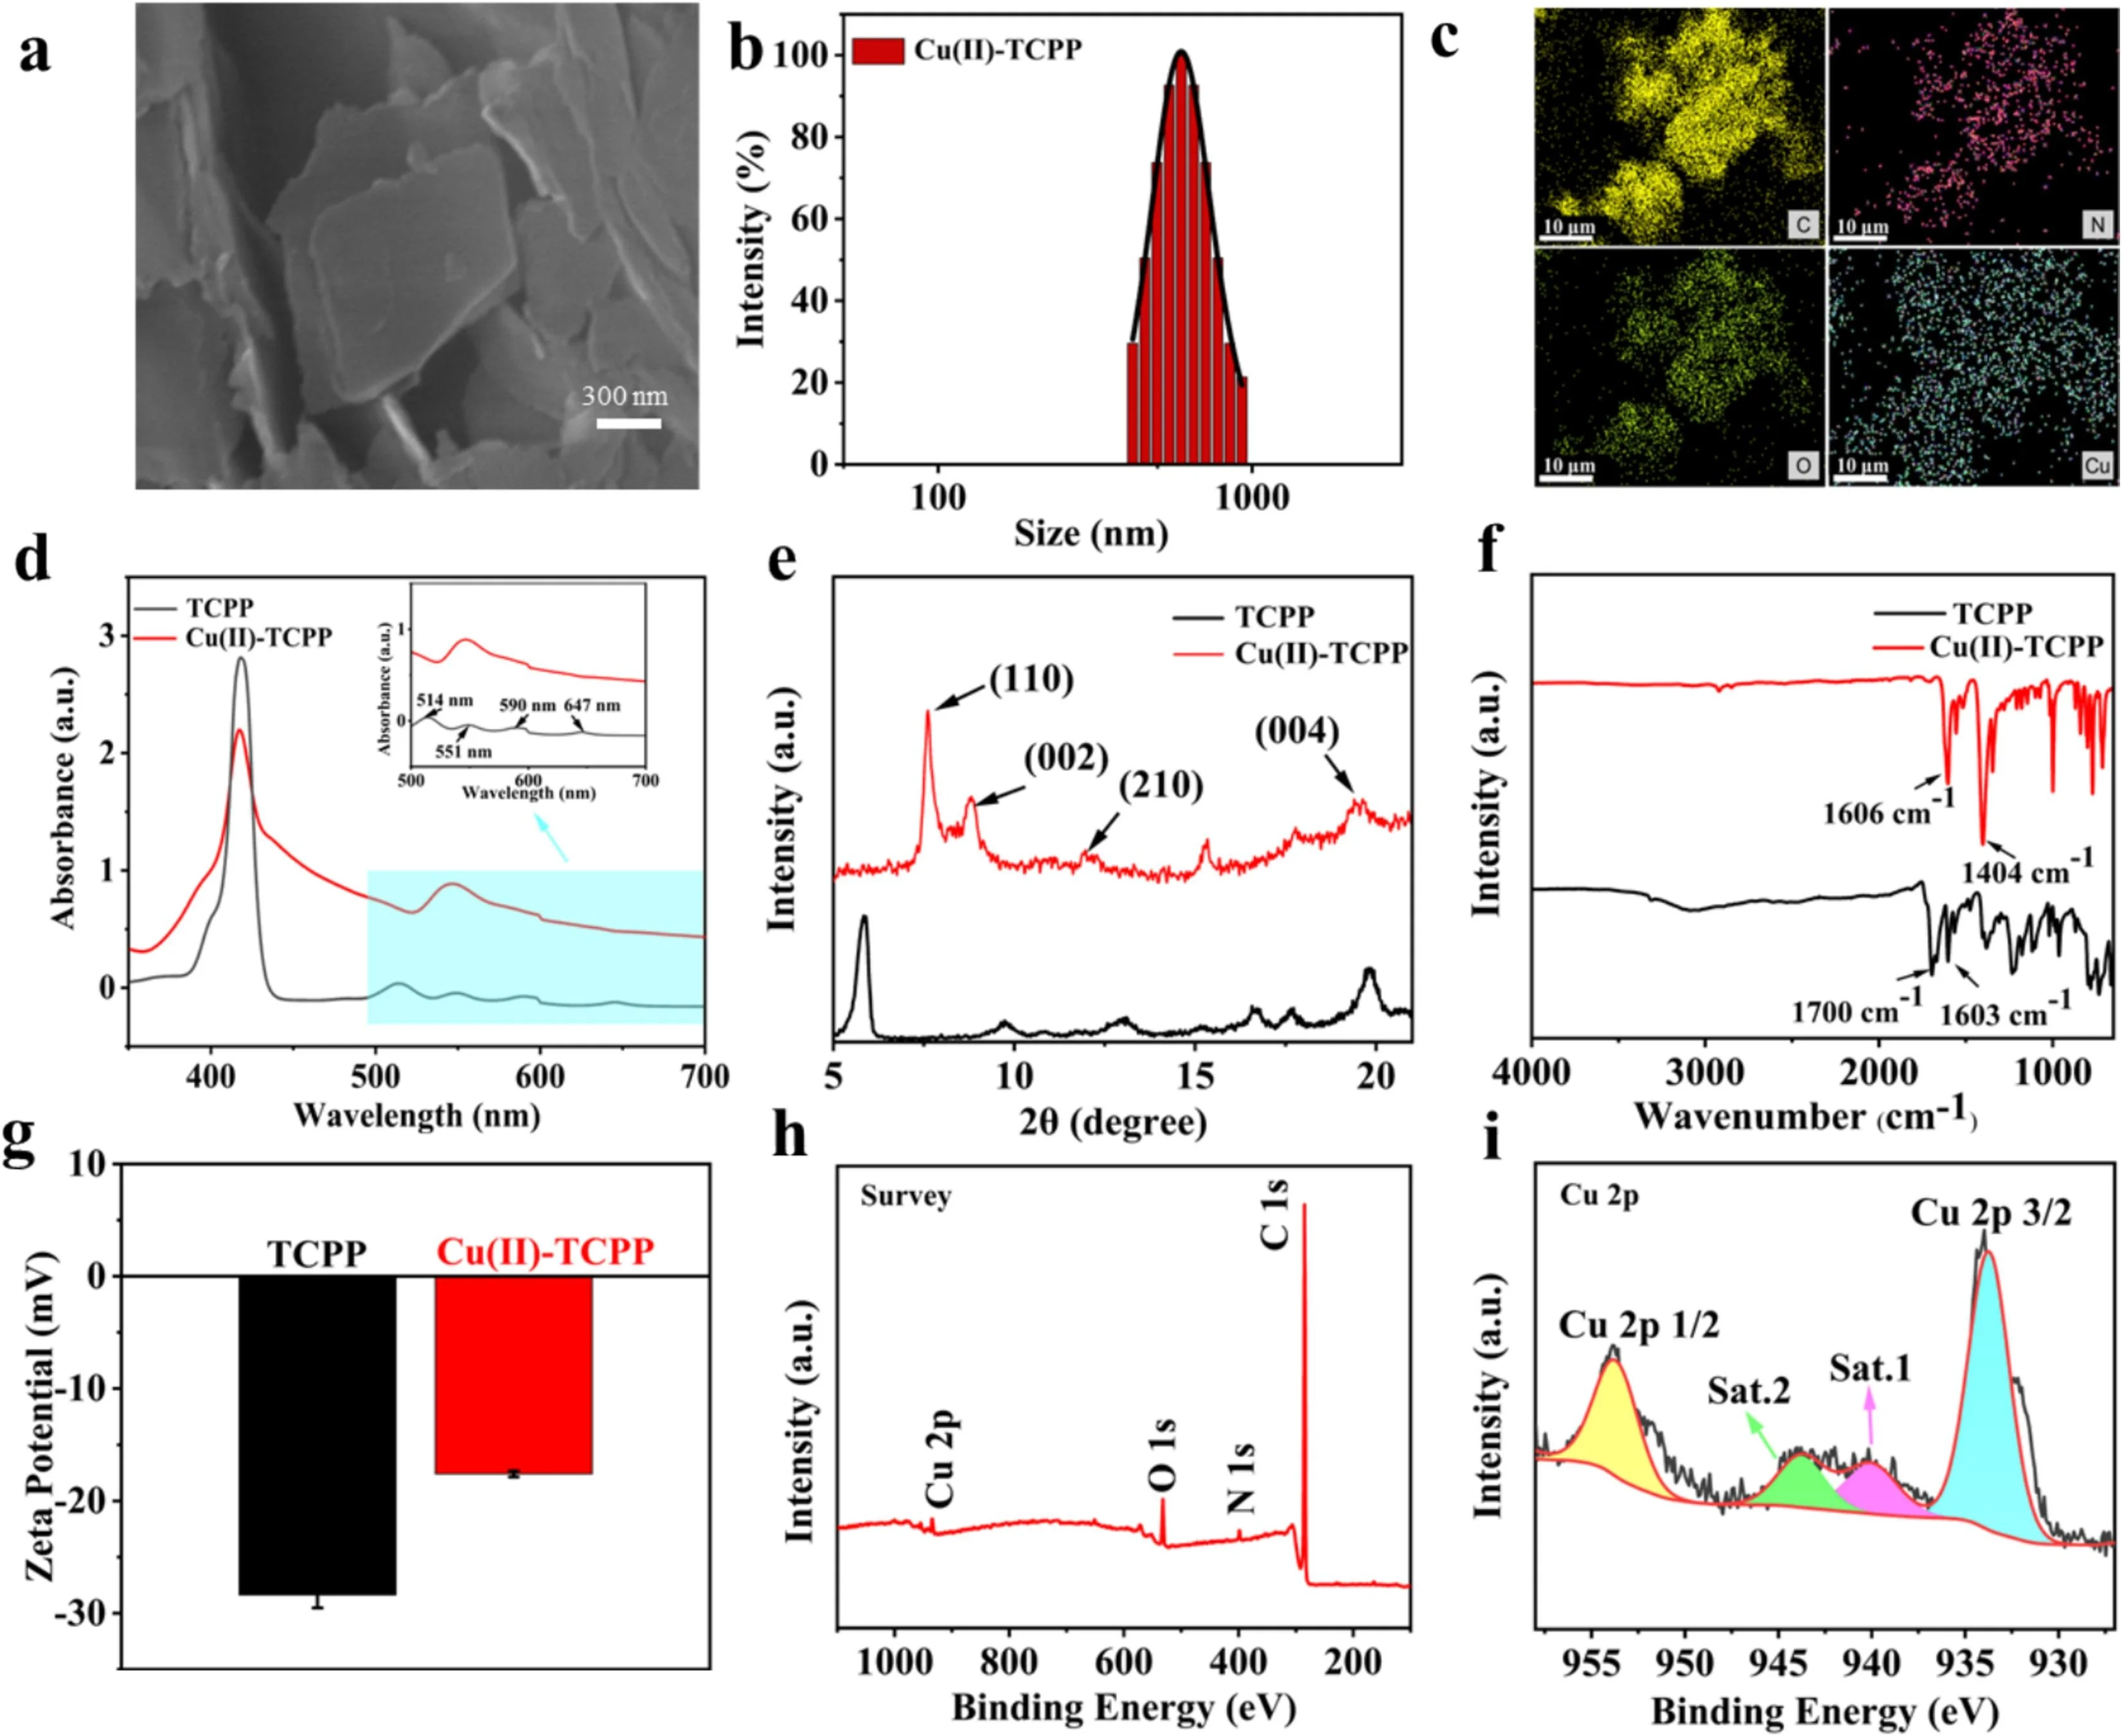 a
300 nm
b
Cu(II)-TCPP
100
80
60
40
20
0
Intensity (%)
100
1000
Size (nm)
c
10 μm
C
10 μm
N
10 μm
O
10 μm
Cu
d
TCPP
Cu(II)-TCPP
3
2
1
0
Absorbance (a.u.)
400
500
600
700
Wavelength (nm)
1
0
Absorbance (a.u.)
514 nm
590 nm
647 nm
551 nm
500
600
700
Wavelength (nm)
e
TCPP
Cu(II)-TCPP
(110)
(002)
(210)
(004)
Intensity (a.u.)
5
10
15
20
2θ (degree)
f
TCPP
Cu(II)-TCPP
1606 cm-1
1404 cm-1
1700 cm-1
1603 cm-1
Intensity (a.u.)
4000
3000
2000
1000
Wavenumber (cm-1)
g
10
0
-10
-20
-30
Zeta Potential (mV)
TCPP
Cu(II)-TCPP
h
Survey
C 1s
Cu 2p
O 1s
N 1s
Intensity (a.u.)
1000
800
600
400
200
Binding Energy (eV)
i
Cu 2p
Cu 2p 3/2
Cu 2p 1/2
Sat.2
Sat.1
Intensity (a.u.)
955
950
945
940
935
930
Binding Energy (eV)